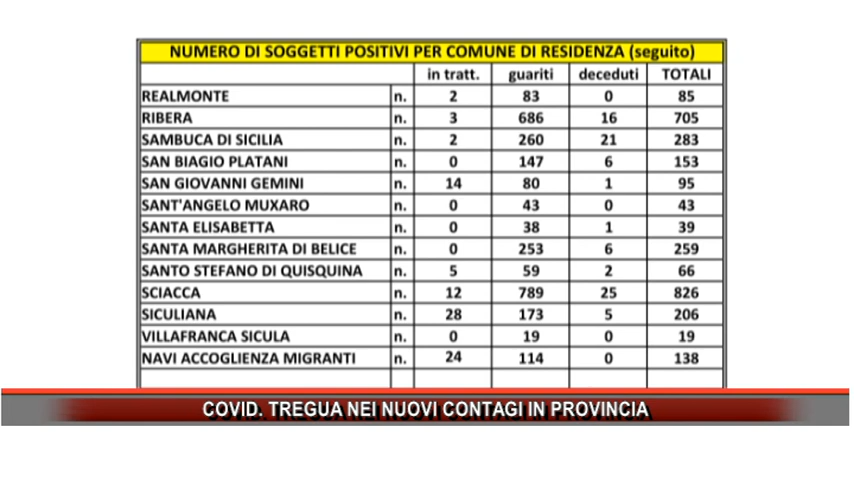 NUMERO DI SOGGETTI POSITIVI PER COMUNE DI RESIDENZA (seguito)
in tratt. guariti deceduti TOTALI
REALMONTE n. 2 83 0 85
RIBERA n. 3 686 16 705
SAMBUCA DI SICILIA n. 2 260 21 283
SAN BIAGIO PLATANI n. 0 147 6 153
SAN GIOVANNI GEMINI n. 14 80 1 95
SANT'ANGELO MUXARO n. 0 43 0 43
SANTA ELISABETTA n. 0 38 1 39
SANTA MARGHERITA DI BELICE n. 0 253 6 259
SANTO STEFANO DI QUISQUINA n. 5 59 2 66
SCIACCA n. 12 789 25 826
SICULIANA n. 28 173 5 206
VILLAFRANCA SICULA n. 0 19 0 19
NAVI ACCOGLIENZA MIGRANTI n. 24 114 0 138
COVID. TREGUA NEI NUOVI CONTAGI IN PROVINCIA